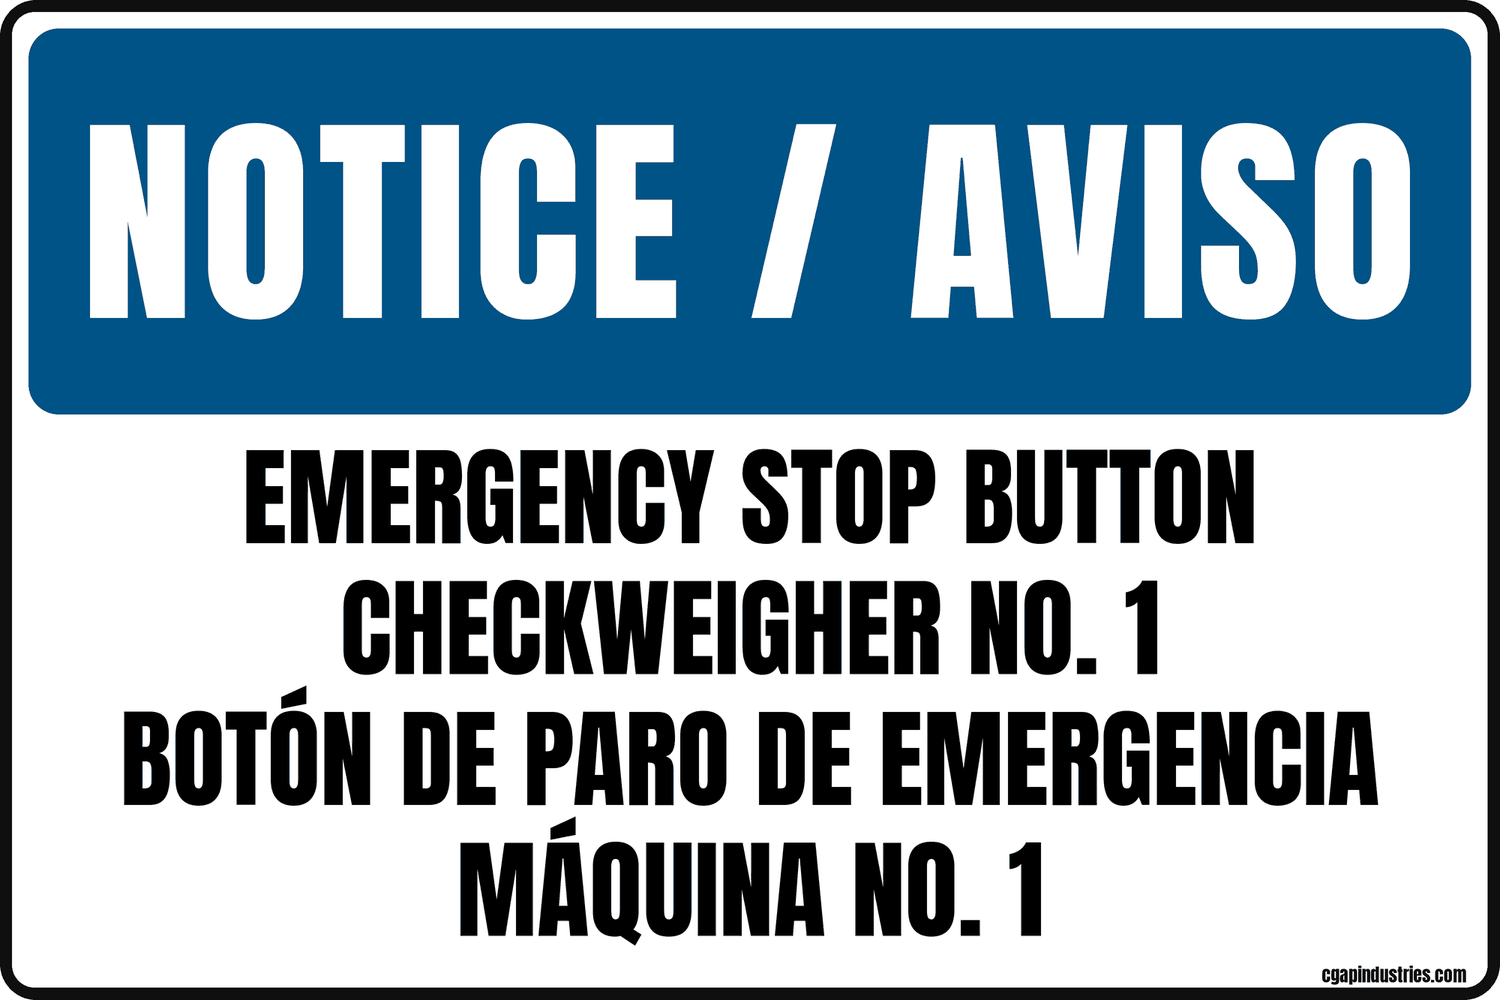 NOTICE / AVISO
EMERGENCY STOP BUTTON
CHECKWEIGHER NO. 1
BOTÓN DE PARO DE EMERGENCIA
MÁQUINA NO. 1
cgapindustries.com